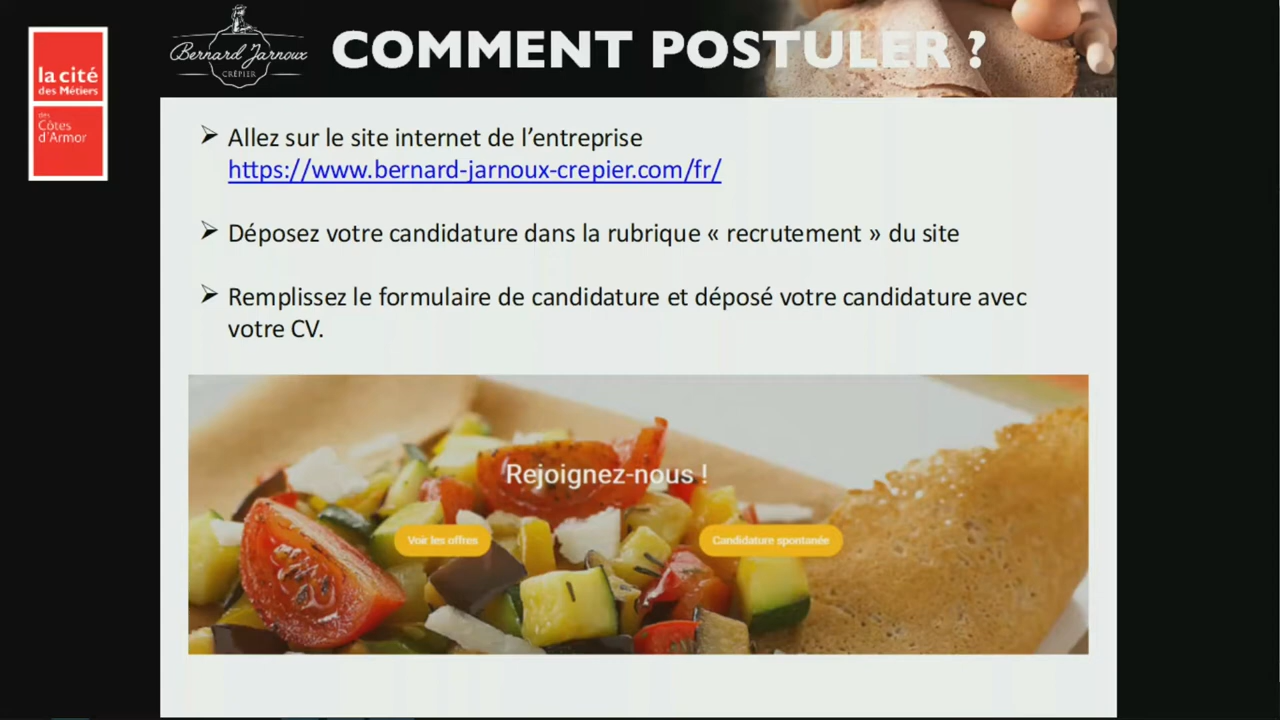 la cité
des Métiers
des
Côtes
d'Armor
Bernard Jarnoux
CRÊPIER
COMMENT POSTULER ?
➢ Allez sur le site internet de l’entreprise
https://www.bernard-jarnoux-crepier.com/fr/
➢ Déposez votre candidature dans la rubrique « recrutement » du site
➢ Remplissez le formulaire de candidature et déposé votre candidature avec
votre CV.
Rejoignez-nous !
Voir les offres
Candidature spontanée